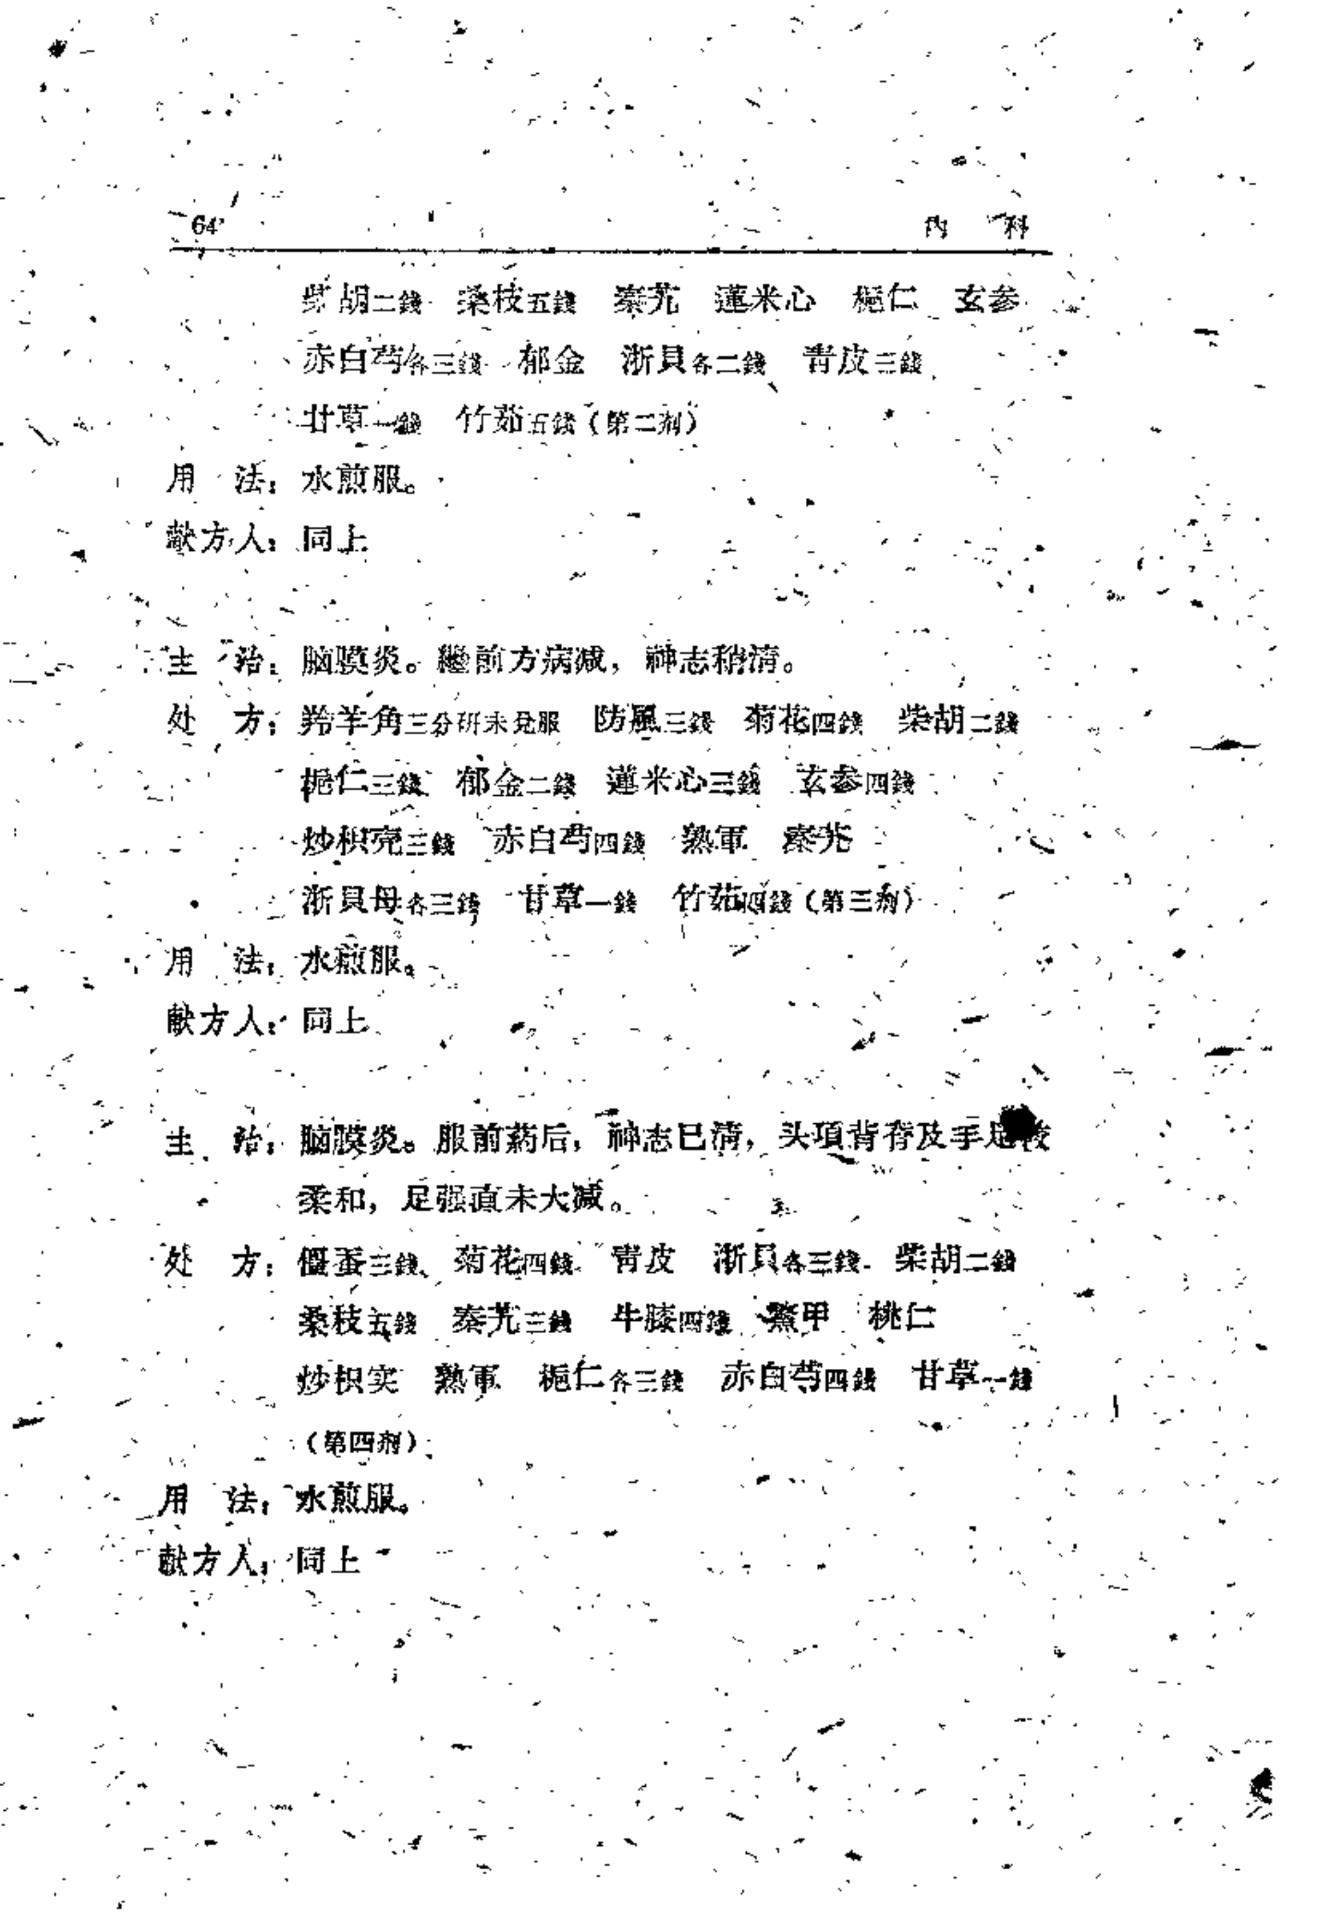 64 内 科
柴胡二錢 桑枝五錢 秦艽 蓮米心 梔仁 玄参
赤白芍各三錢 郁金 浙貝各二錢 青皮三錢
甘草一錢 竹茹五錢（第二剂）
用 法：水煎服。
献方人：同上
主 治：脑膜炎。繼前方病减，神志稍清。
处 方：羚羊角三分研末兌服 防風三錢 菊花四錢 柴胡二錢
梔仁三錢 郁金二錢 蓮米心三錢 玄参四錢
炒枳壳三錢 赤白芍四錢 熟軍 秦艽
浙貝母各三錢 甘草一錢 竹茹四錢（第三剂）
用 法：水煎服。
献方人：同上
主 治：脑膜炎。服前葯后，神志已清，头項背脊及手足
柔和，足强直未大减。
处 方：僵蚕三錢 菊花四錢 青皮 浙貝各三錢 柴胡二錢
桑枝五錢 秦艽三錢 牛膝四錢 鱉甲 桃仁
炒枳实 熟軍 梔仁各三錢 赤白芍四錢 甘草一錢
（第四剂）
用 法：水煎服。
献方人：同上